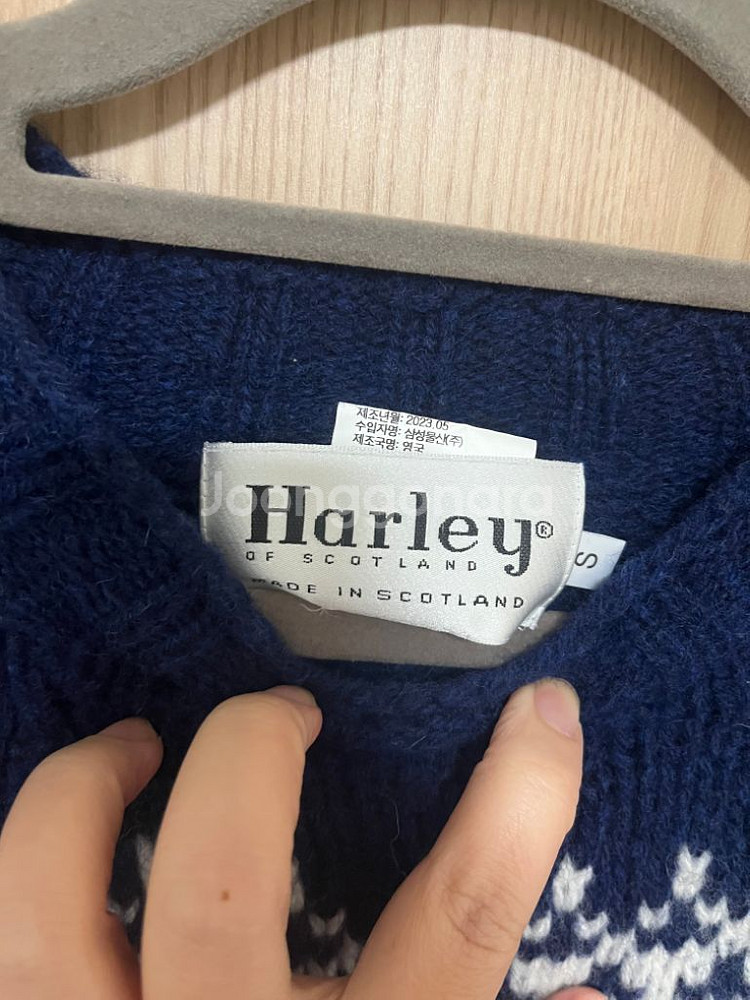 제조년월: 2023.05
수입자명: 삼성물산(주)
제조국명: 영국
Joonggonara
Harley®
OF SCOTLAND
MADE IN SCOTLAND
S